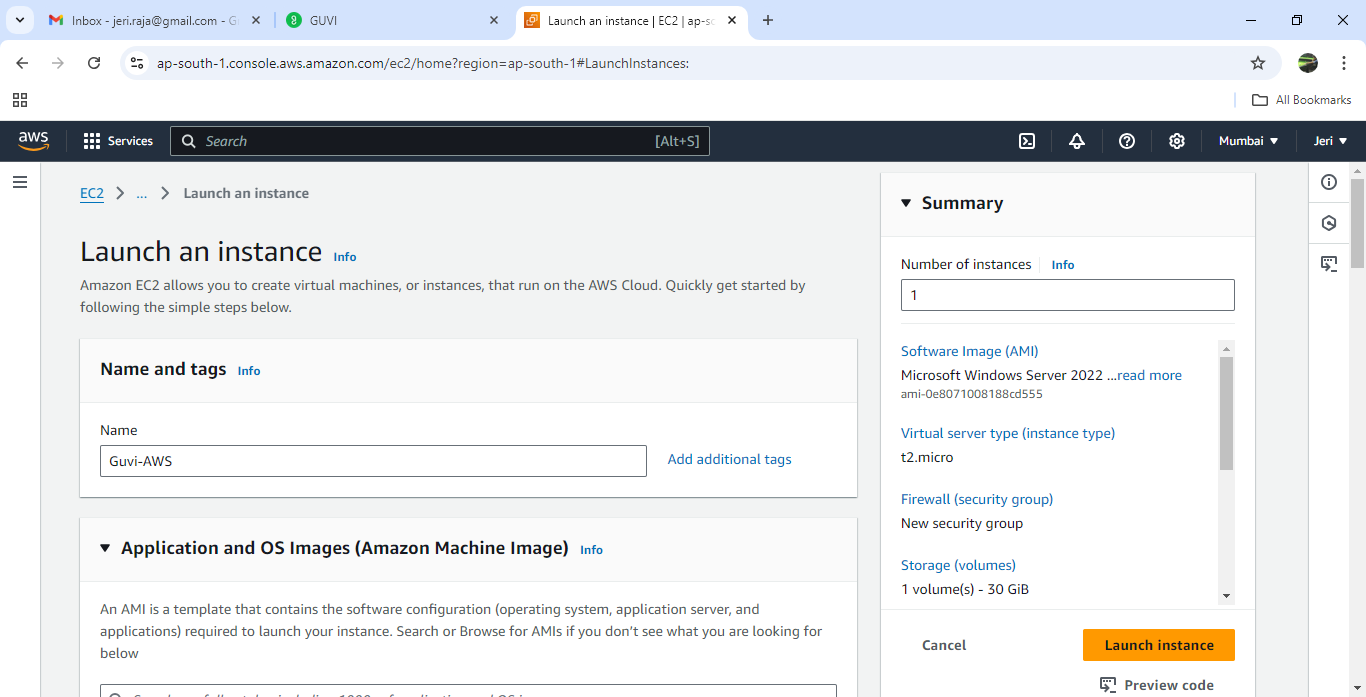 Inbox - jeri.raja@gmail.com - G
GUVI
Launch an instance | EC2 | ap-so
ap-south-1.console.aws.amazon.com/ec2/home?region=ap-south-1#LaunchInstances:
All Bookmarks
aws
Services
Search
[Alt+S]
Mumbai
Jeri
EC2
...
Launch an instance
Launch an instance Info
Amazon EC2 allows you to create virtual machines, or instances, that run on the AWS Cloud. Quickly get started by
following the simple steps below.
Name and tags Info
Name
Guvi-AWS
Add additional tags
Application and OS Images (Amazon Machine Image) Info
An AMI is a template that contains the software configuration (operating system, application server, and
applications) required to launch your instance. Search or Browse for AMIs if you don’t see what you are looking for
below
Summary
Number of instances Info
1
Software Image (AMI)
Microsoft Windows Server 2022 ...read more
ami-0e8071008188cd555
Virtual server type (instance type)
t2.micro
Firewall (security group)
New security group
Storage (volumes)
1 volume(s) - 30 GiB
Cancel
Launch instance
Preview code